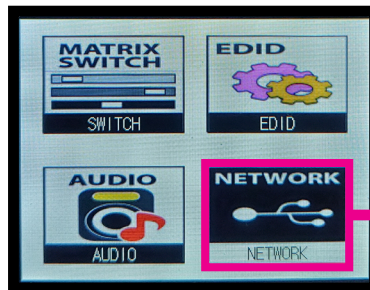 MATRIX
SWITCH
SWITCH
EDID
EDID
AUDIO
AUDIO
NETWORK
NETWORK